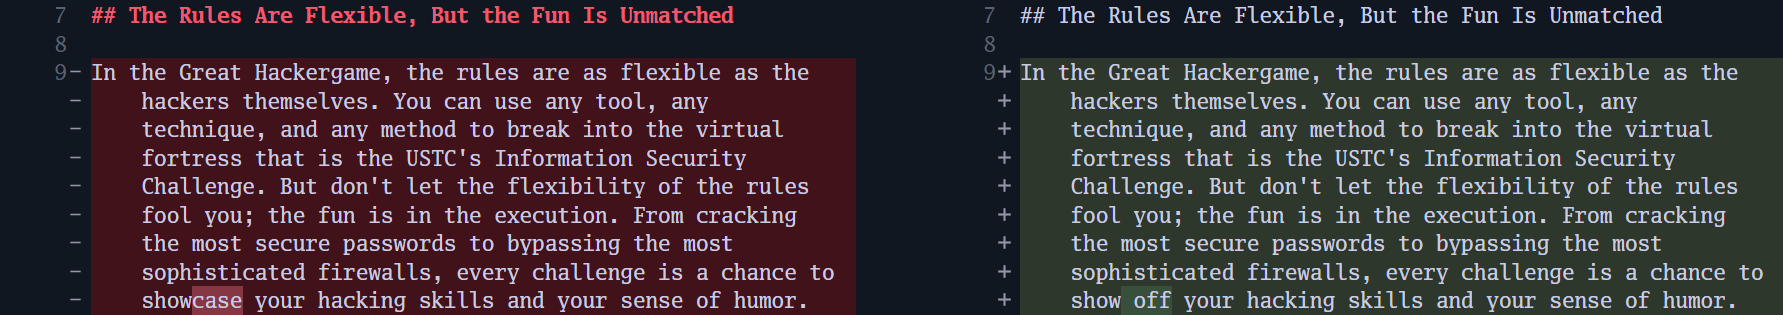 7 ## The Rules Are Flexible, But the Fun Is Unmatched
8
9- In the Great Hackergame, the rules are as flexible as the
- hackers themselves. You can use any tool, any
- technique, and any method to break into the virtual
- fortress that is the USTC's Information Security
- Challenge. But don't let the flexibility of the rules
- fool you; the fun is in the execution. From cracking
- the most secure passwords to bypassing the most
- sophisticated firewalls, every challenge is a chance to
- showcase your hacking skills and your sense of humor.
7 ## The Rules Are Flexible, But the Fun Is Unmatched
8
9+ In the Great Hackergame, the rules are as flexible as the
+ hackers themselves. You can use any tool, any
+ technique, and any method to break into the virtual
+ fortress that is the USTC's Information Security
+ Challenge. But don't let the flexibility of the rules
+ fool you; the fun is in the execution. From cracking
+ the most secure passwords to bypassing the most
+ sophisticated firewalls, every challenge is a chance to
+ show off your hacking skills and your sense of humor.